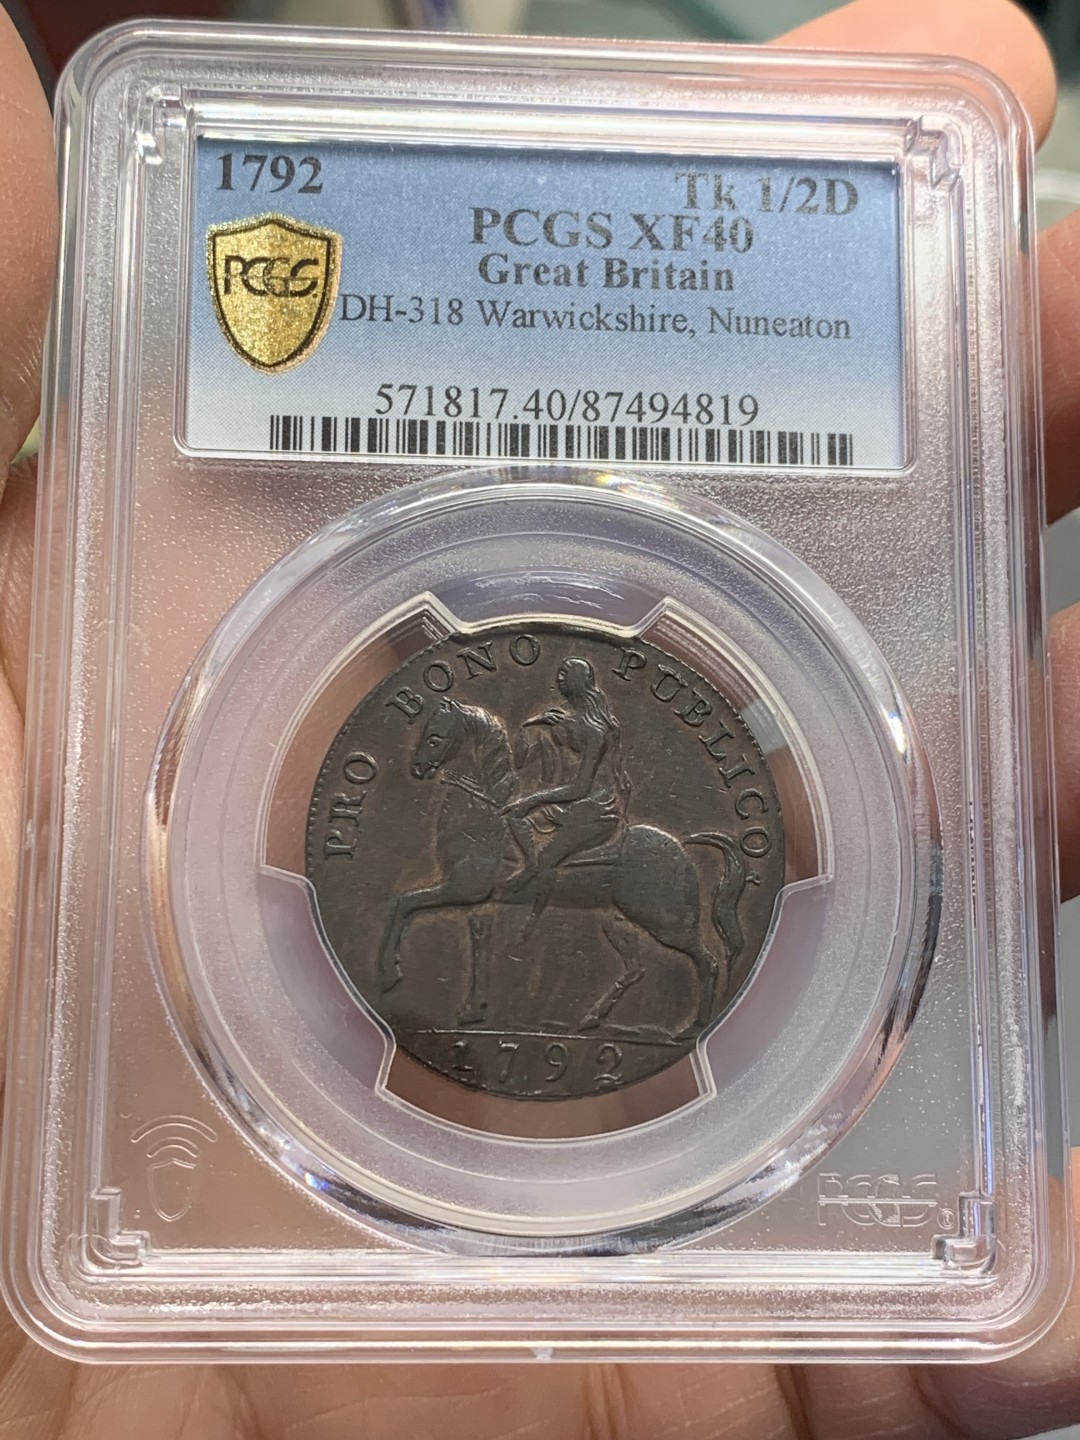 1792
Tk 1/2D
PCGS XF40
Great Britain
PCGS
DH-318 Warwickshire, Nuneaton
571817.40/87494819
PRO BONO PUBLICO
1792
PCGS